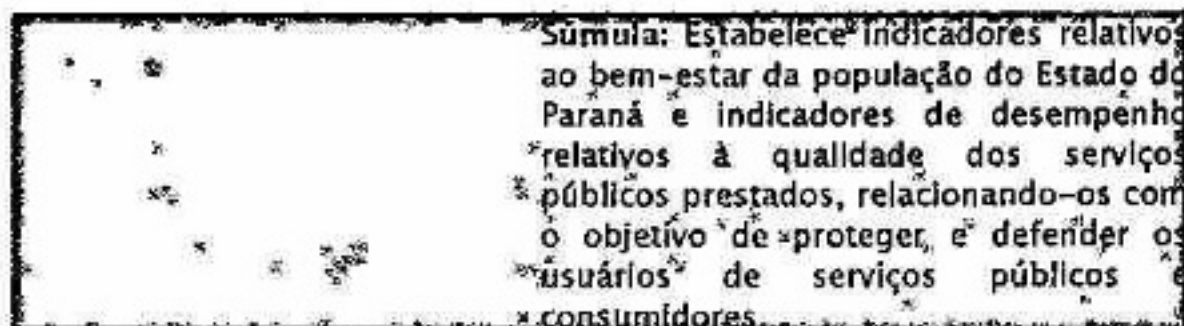 Súmula: Estabelece indicadores relativos
ao bem-estar da população do Estado do
Paraná e indicadores de desempenho
relativos à qualidade dos serviços
públicos prestados, relacionando-os com
o objetivo de proteger, e defender os
usuários de serviços públicos e
consumidores